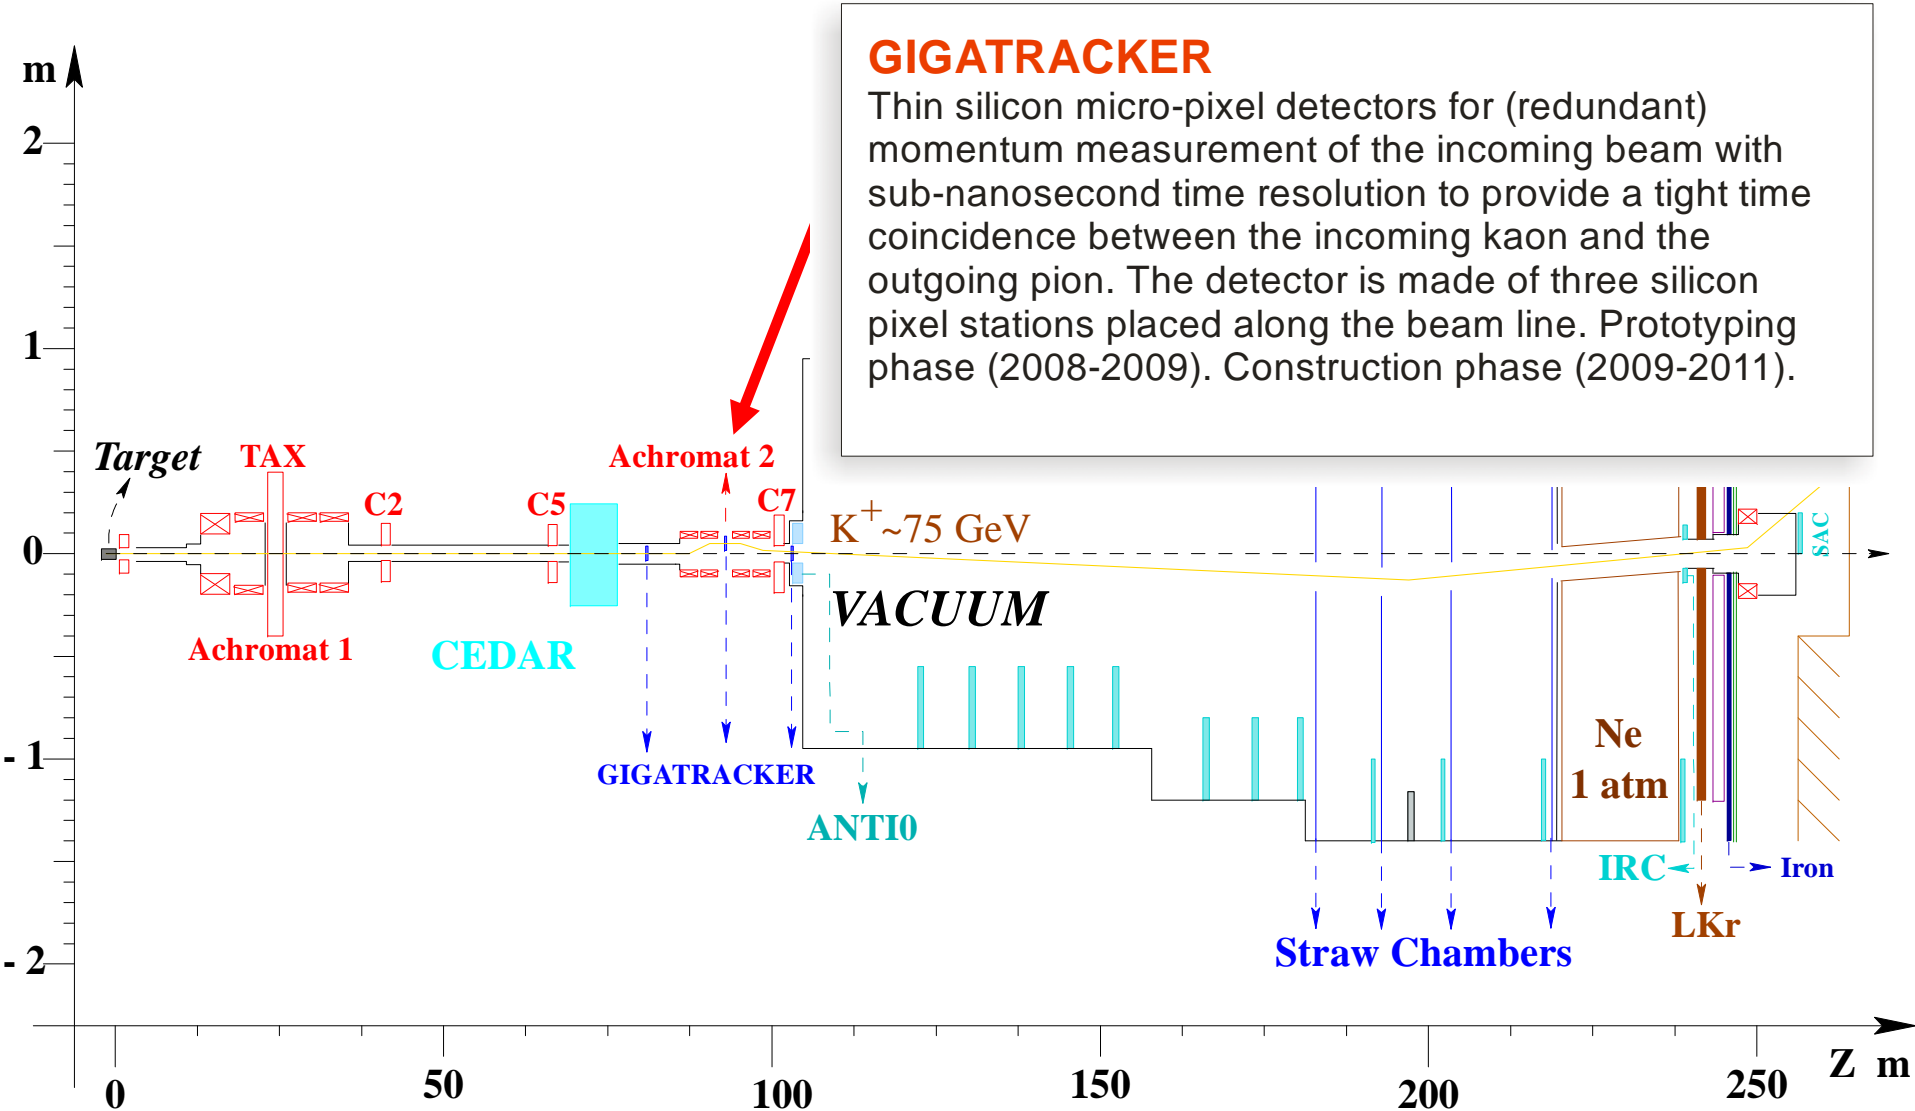 GIGATRACKER
Thin silicon micro-pixel detectors for (redundant)
momentum measurement of the incoming beam with
sub-nanosecond time resolution to provide a tight time
coincidence between the incoming kaon and the
outgoing pion. The detector is made of three silicon
pixel stations placed along the beam line. Prototyping
phase (2008-2009). Construction phase (2009-2011).
m
2
1
0
- 1
- 2
Target
TAX
C2
C5
Achromat 2
C7
K+~75 GeV
SAC
Achromat 1
CEDAR
VACUUM
GIGATRACKER
ANTI0
Ne
1 atm
IRC
Iron
LKr
Straw Chambers
0
50
100
150
200
250
Z m